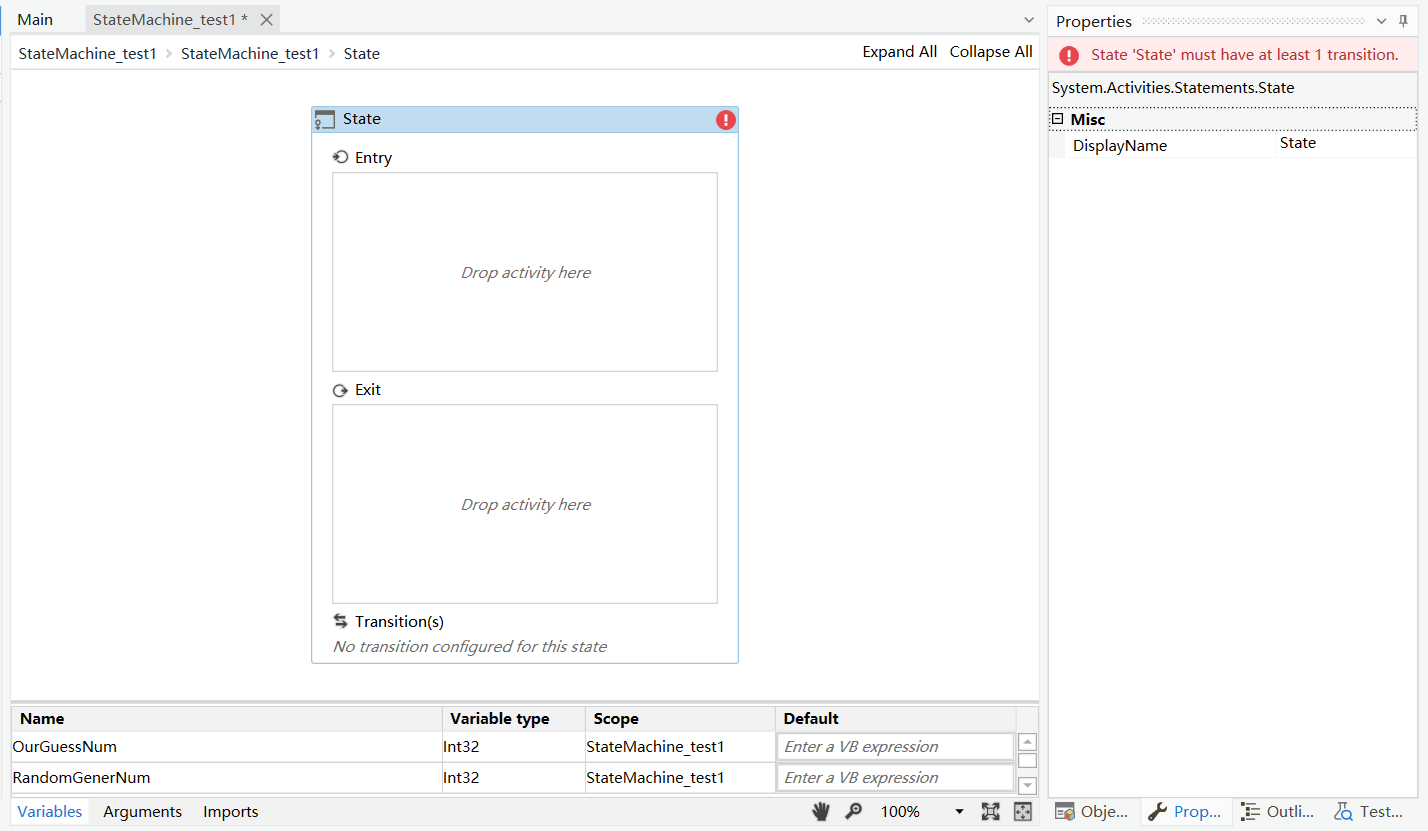 Main
StateMachine_test1 *
StateMachine_test1 > StateMachine_test1 > State
Expand All Collapse All
State
Entry
Drop activity here
Exit
Drop activity here
Transition(s)
No transition configured for this state
Name Variable type Scope Default
OurGuessNum Int32 StateMachine_test1 Enter a VB expression
RandomGenerNum Int32 StateMachine_test1 Enter a VB expression
Variables Arguments Imports 100%
Properties
State 'State' must have at least 1 transition.
System.Activities.Statements.State
Misc
DisplayName State
Obje... Prop... Outli... Test...